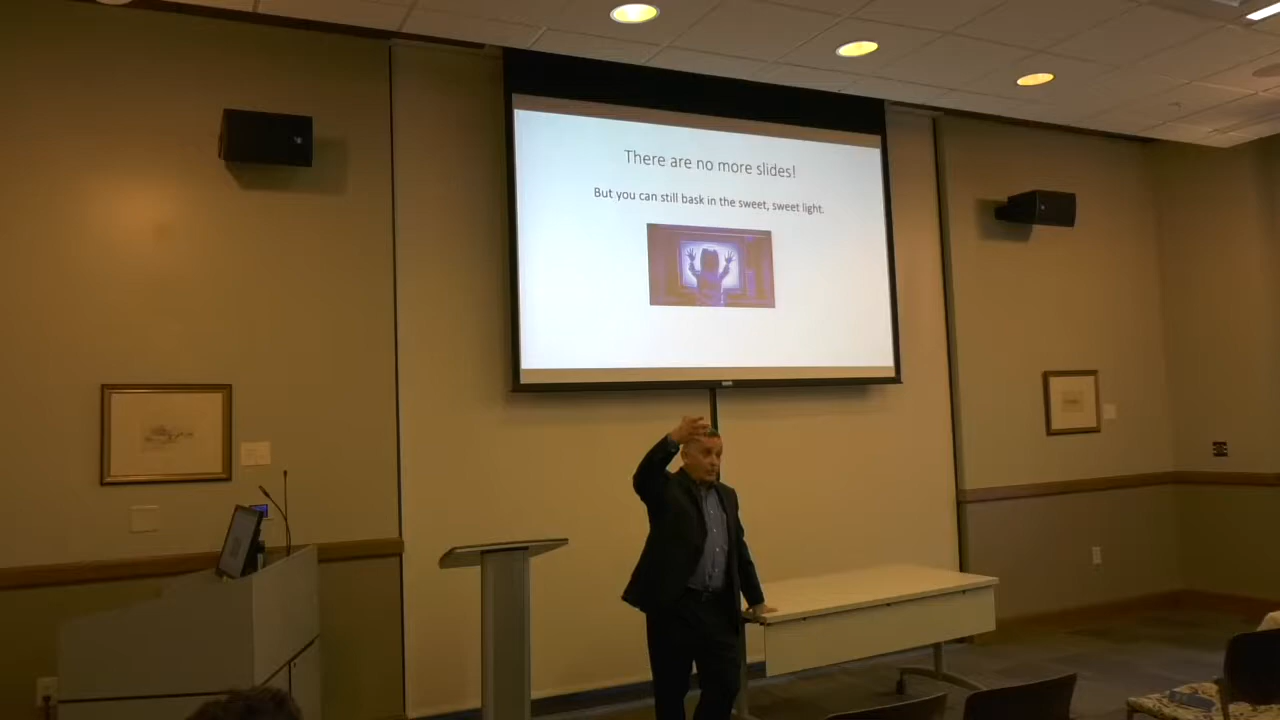 There are no more slides!
But you can still bask in the sweet, sweet light.